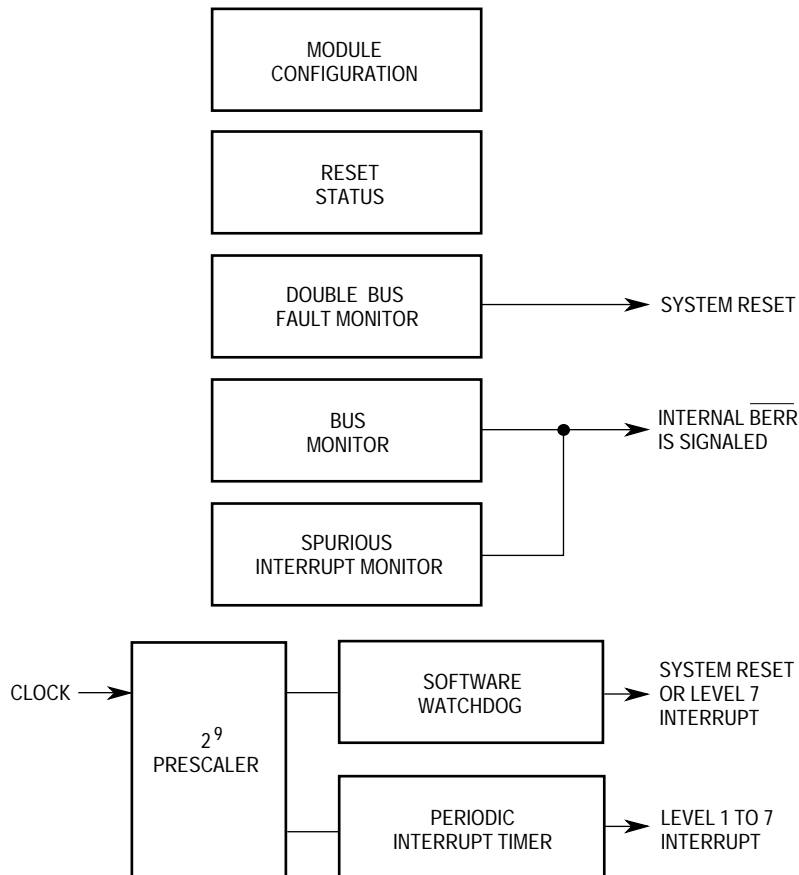 MODULE
CONFIGURATION
RESET
STATUS
DOUBLE BUS
FAULT MONITOR
SYSTEM RESET
BUS
MONITOR
INTERNAL BERR
IS SIGNALED
SPURIOUS
INTERRUPT MONITOR
CLOCK
2⁹
PRESCALER
SOFTWARE
WATCHDOG
SYSTEM RESET
OR LEVEL 7
INTERRUPT
PERIODIC
INTERRUPT TIMER
LEVEL 1 TO 7
INTERRUPT